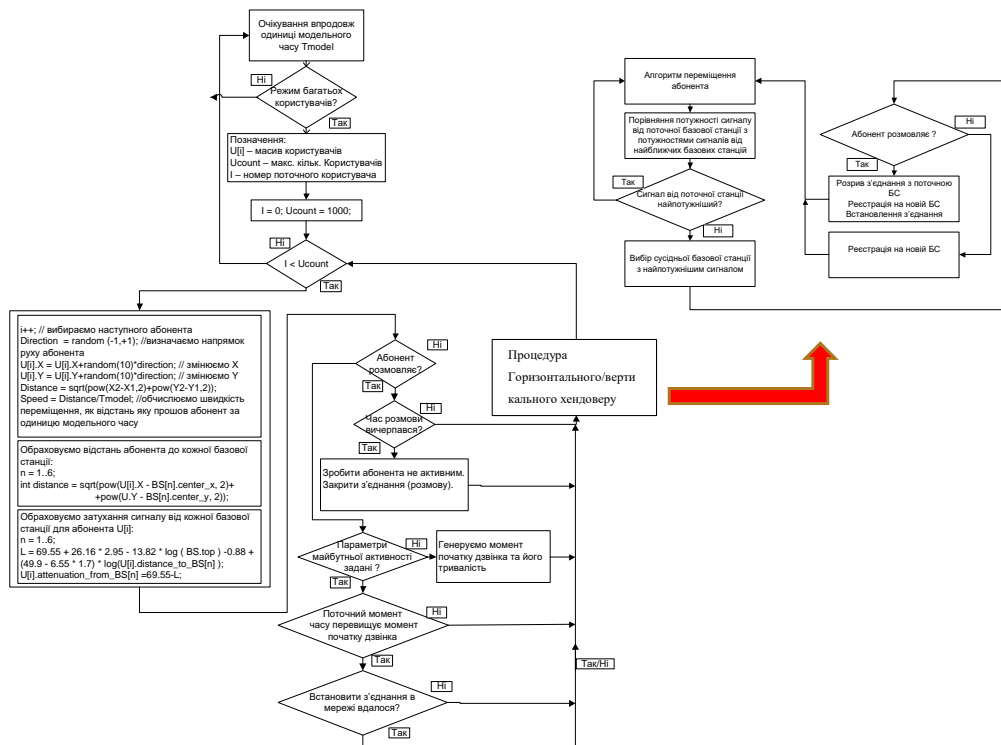 Очікування впродовж
одиниці модельного
часу Tmodel
Ні
Режим багатьох
користувачів?
Так
Позначення:
U[i] – масив користувачів
Ucount – макс. кільк. Користувачів
I – номер поточного користувача
I = 0; Ucount = 1000;
Ні
I < Ucount
Так
i++; // вибираємо наступного абонента
Direction = random (-1,+1); //визначаємо напрямок
руху абонента
U[i].X = U[i].X+random(10)*direction; // змінюємо X
U[i].Y = U[i].Y+random(10)*direction; // змінюємо Y
Distance = sqrt(pow(X2-X1,2)+pow(Y2-Y1,2));
Speed = Distance/Tmodel; //обчислюємо швидкість
переміщення, як відстань яку прошов абонент за
одиницю модельного часу
Обраховуємо відстань абонента до кожної базової
станції:
n = 1..6;
int distance = sqrt(pow(U[i].X - BS[n].center_x, 2)+
+pow(U.Y - BS[n].center_y, 2));
Обраховуємо затухання сигналу від кожної базової
станції для абонента U[i]:
n = 1..6;
L = 69.55 + 26.16 * 2.95 - 13.82 * log ( BS.top ) -0.88 +
(49.9 - 6.55 * 1.7) * log(U[i].distance_to_BS[n] );
U[i].attenuation_from_BS[n] =69.55-L;
Ні
Абонент
розмовляє?
Так
Ні
Час розмови
вичерпався?
Так
Зробити абонента не активним.
Закрити з’єднання (розмову).
Параметри
майбутньої активності
задані ?
Ні
Генеруємо момент
початку дзвінка та його
тривалість
Так
Поточний момент
часу перевищує момент
початку дзвінка
Ні
Так
Встановити з’єднання в
мережі вдалося?
Ні
Так
Так/Ні
Процедура
Горизонтального/верти
кального хендоверу
Алгоритм переміщення
абонента
Порівняння потужності сигналу
від поточної базової станції з
потужностями сигналів від
найближчих базових станцій
Так
Сигнал від поточної станції
найпотужніший?
Ні
Вибір сусідньої базової станції
з найпотужнішим сигналом
Абонент розмовляє ?
Ні
Так
Розрив з’єднання з поточною
БС
Реєстрація на новій БС
Встановлення з’єднання
Реєстрація на новій БС